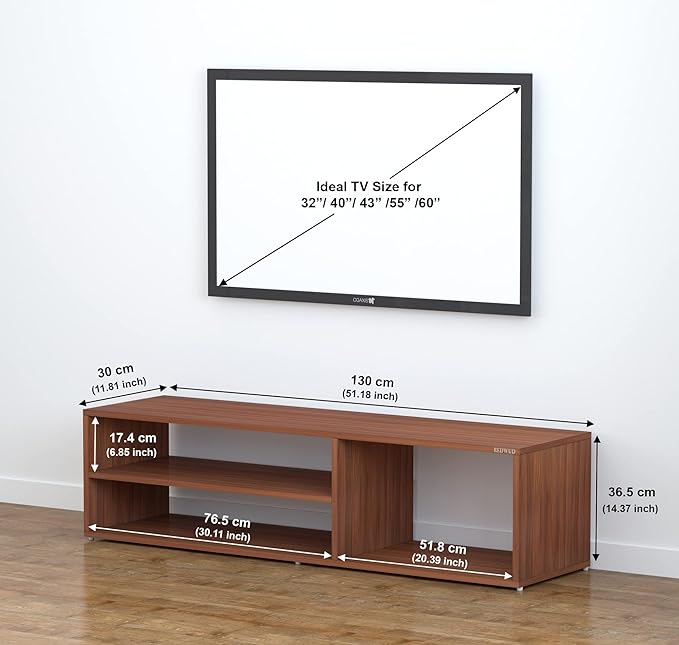 Ideal TV Size for
32”/ 40”/ 43” /55” /60”
30 cm
(11.81 inch)
130 cm
(51.18 inch)
17.4 cm
(6.85 inch)
36.5 cm
(14.37 inch)
76.5 cm
(30.11 inch)
51.8 cm
(20.39 inch)